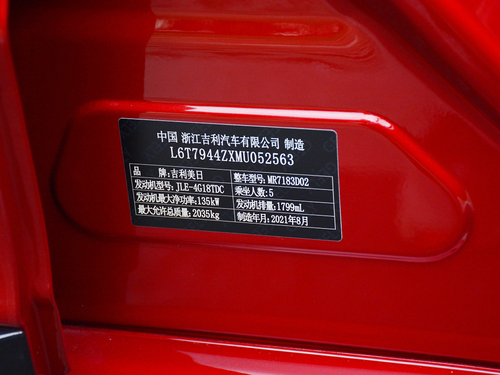 中国 浙江吉利汽车有限公司 制造
L6T7944ZXMU052563
品 牌:吉利美日 整车型号:MR7183D02
发动机型号:JLE-4G18TDC 乘坐人数:5
发动机最大净功率:135kW 发动机排量:1799mL
最大允许总质量:2035kg 制造年月:2021年8月